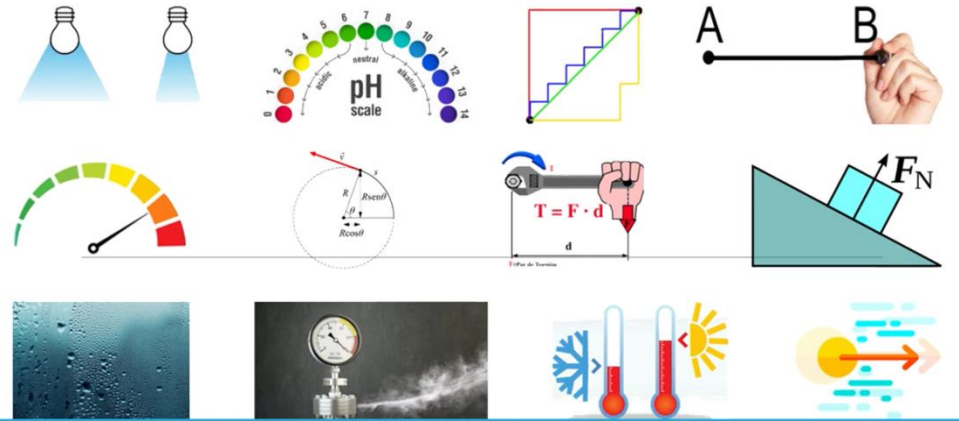 0 1 2 3 4 5 6 7 8 9 10 11 12 13 14
acidic neutral alkaline
pH
scale
A B
v⃗
s
R
Rsenθ
θ
Rcosθ
T
T = F · d
F
d
T=Par de Torsión
F_N